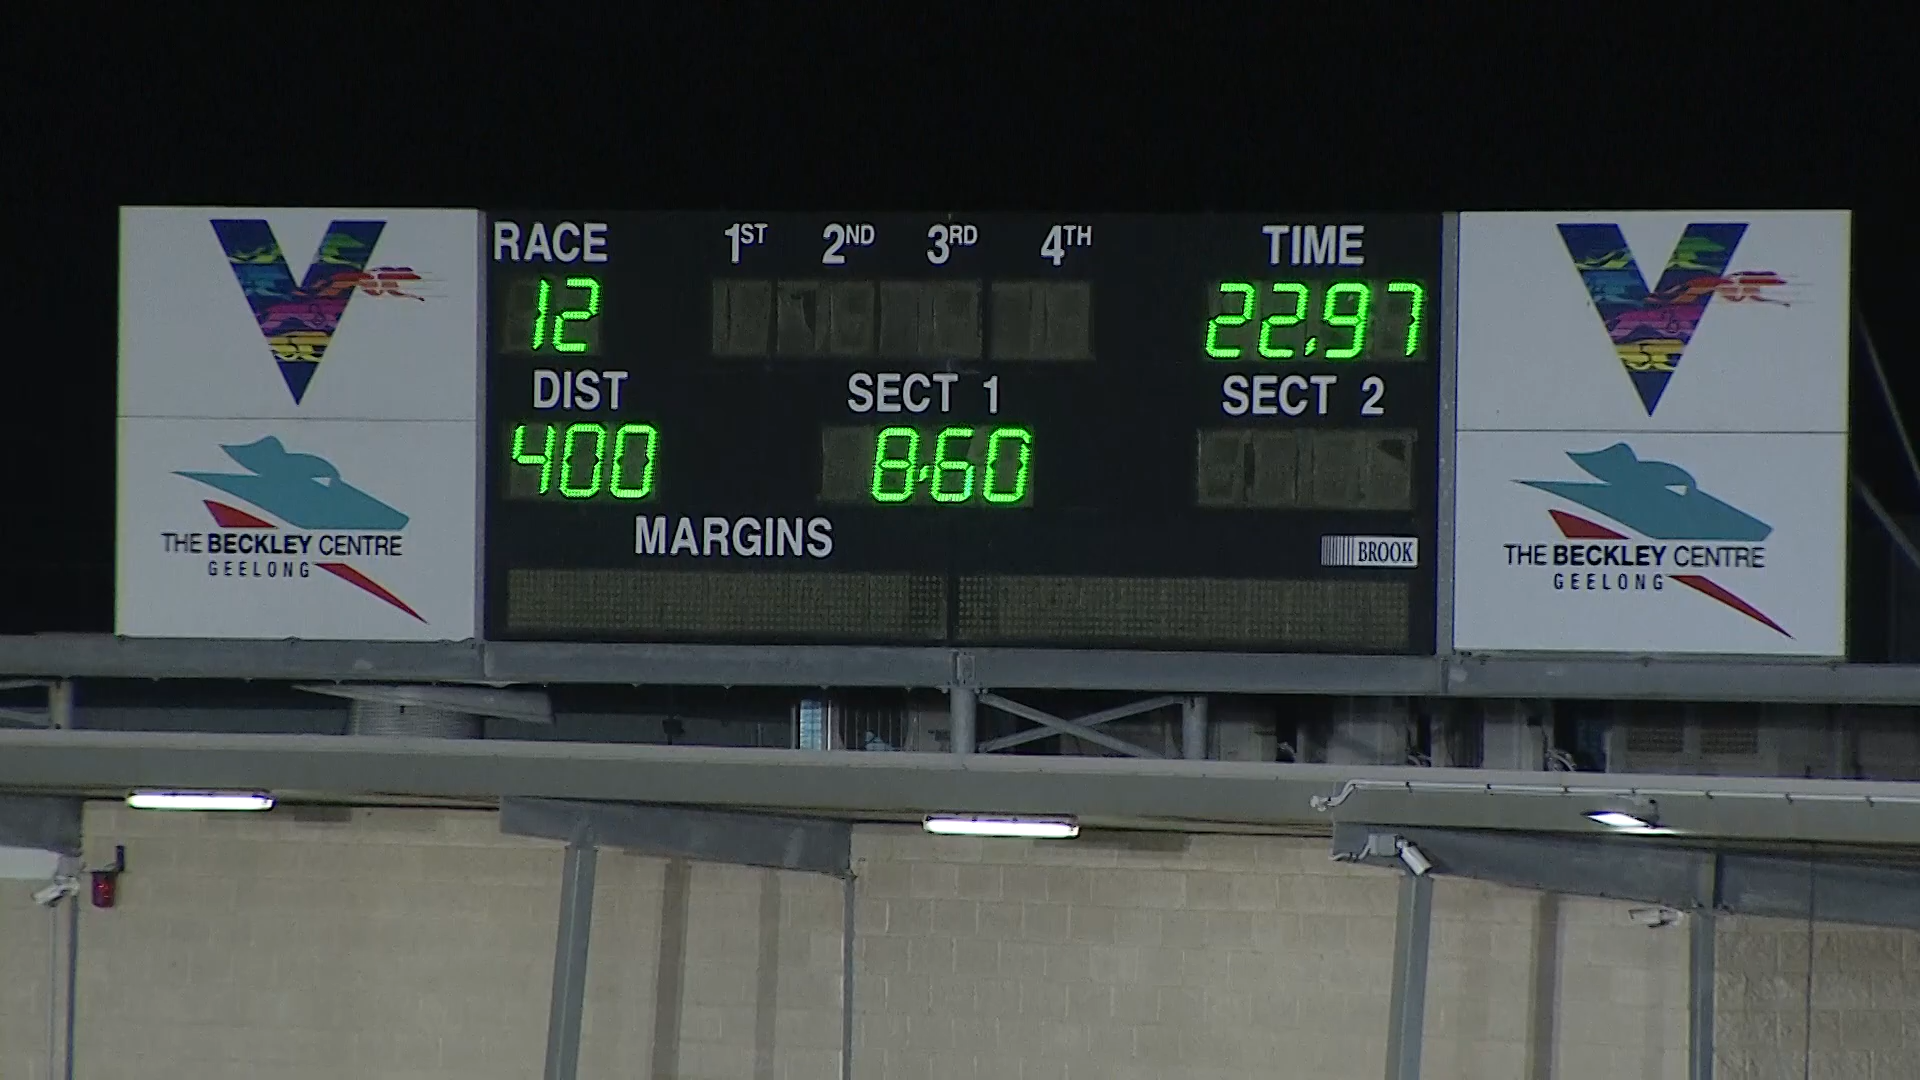 RACE 1ST 2ND 3RD 4TH TIME
12 22.97
DIST SECT 1 SECT 2
400 8.60
MARGINS
BROOK
V
THE BECKLEY CENTRE
GEELONG
V
5
THE BECKLEY CENTRE
GEELONG